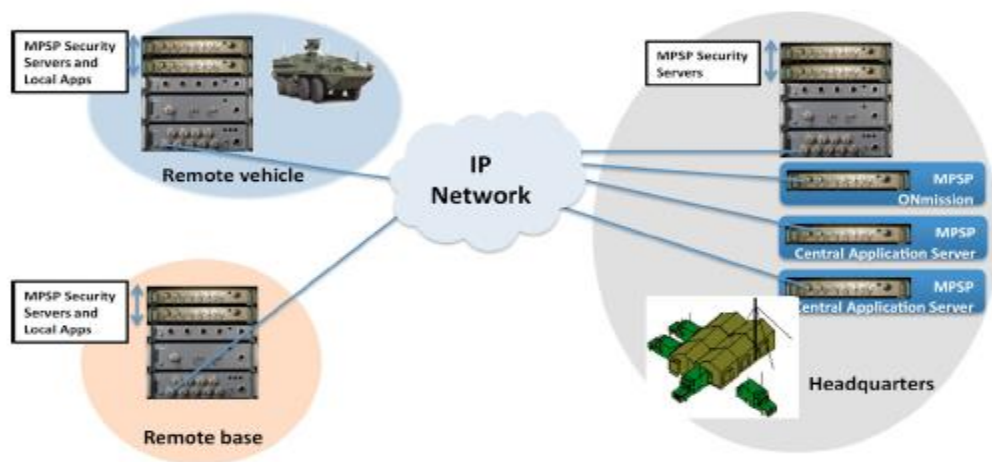 MPSP Security
Servers and
Local Apps
Remote vehicle
IP
Network
MPSP Security
Servers
MPSP
ONmission
MPSP
Central Application Server
MPSP
Central Application Server
Headquarters
MPSP Security
Servers and
Local Apps
Remote base